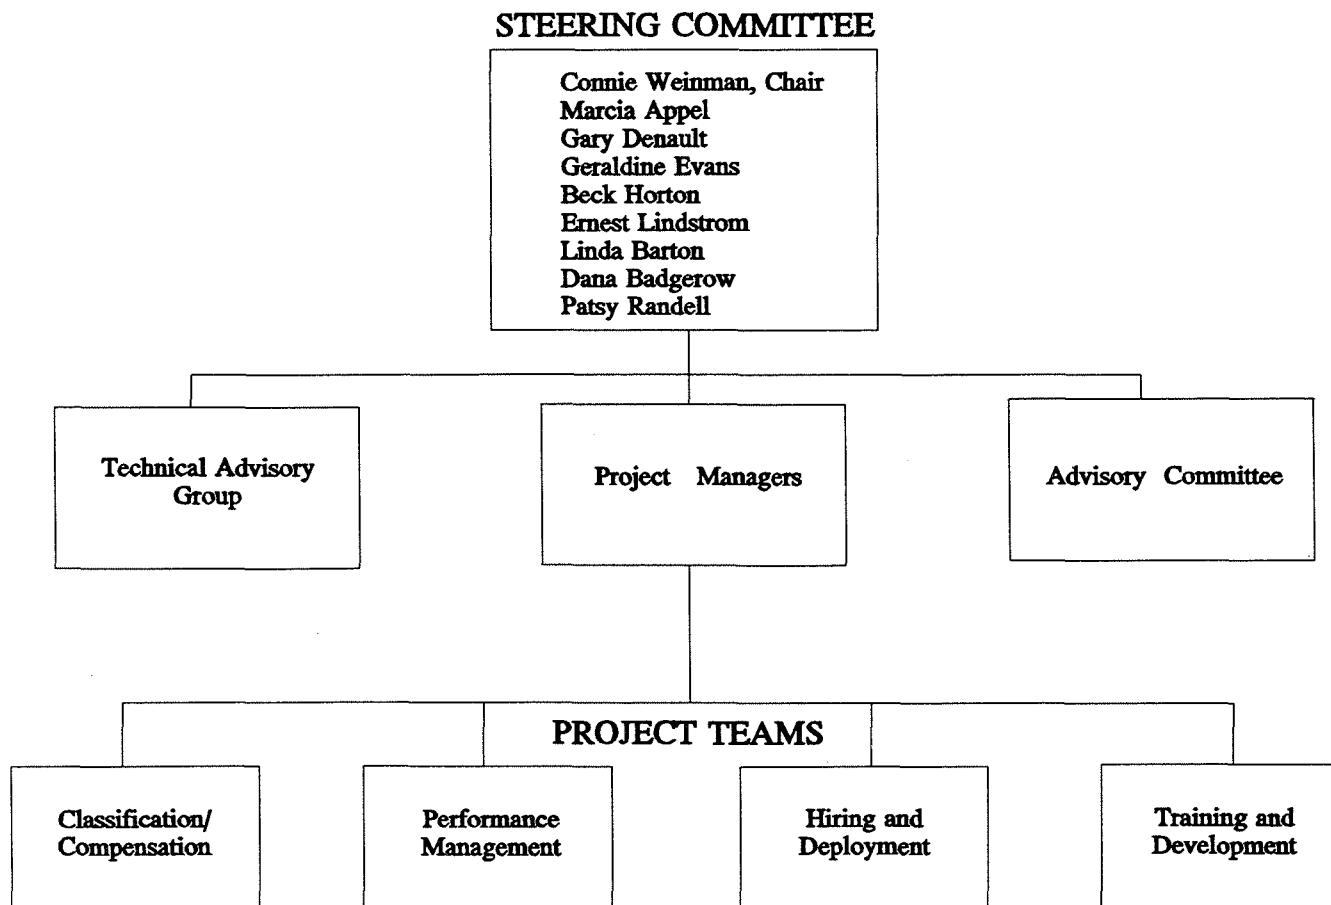 STEERING COMMITTEE
Connie Weinman, Chair
Marcia Appel
Gary Denault
Geraldine Evans
Beck Horton
Ernest Lindstrom
Linda Barton
Dana Badgerow
Patsy Randell
Technical Advisory
Group
Project Managers
Advisory Committee
PROJECT TEAMS
Classification/
Compensation
Performance
Management
Hiring and
Deployment
Training and
Development